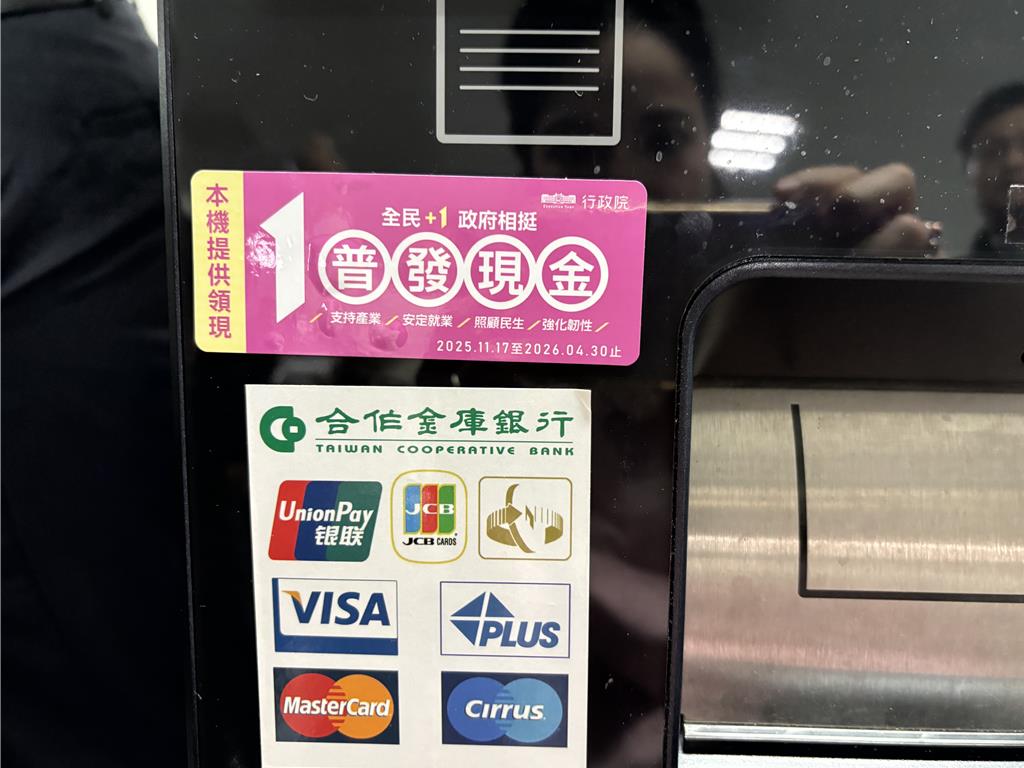 本機提供領現
行政院
Executive Yuan
全民+1 政府相挺
1
普發現金
支持產業／安定就業／照顧民生／強化韌性／
2025.11.17至2026.04.30止
合作金庫銀行
TAIWAN COOPERATIVE BANK
UnionPay
银联
JCB
JCB CARDS
VISA
PLUS
MasterCard
Cirrus